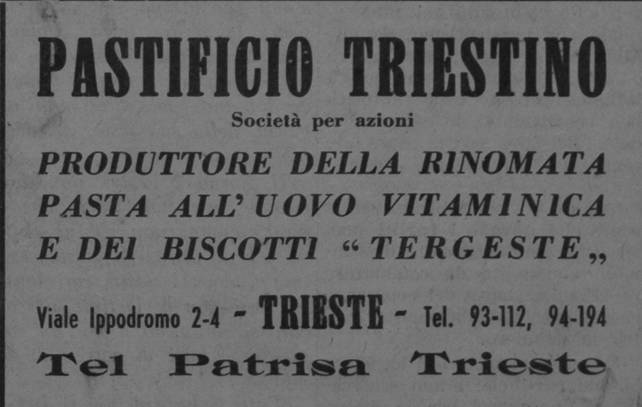 PASTIFICIO TRIESTINO
Società per azioni
PRODUTTORE DELLA RINOMATA
PASTA ALL' UOVO VITAMINICA
E DEI BISCOTTI “ TERGESTE „
Viale Ippodromo 2-4 - TRIESTE - Tel. 93-112, 94-194
Tel Patrisa Trieste